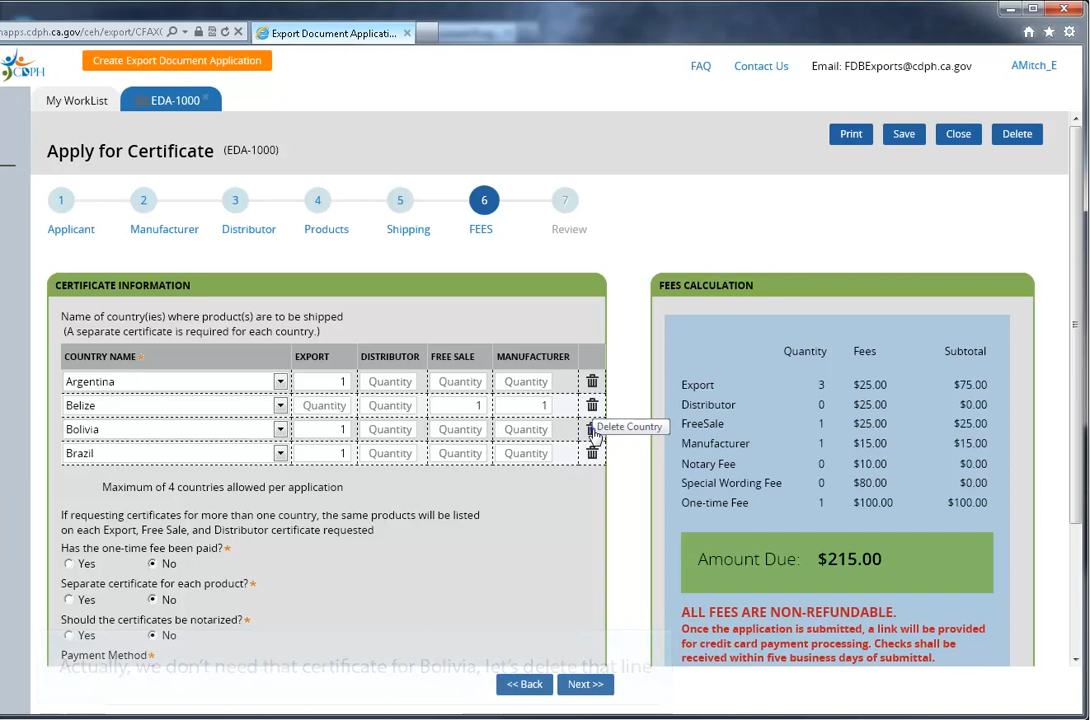 napps.cdph.ca.gov/ceh/export/CFAX(
Export Document Applicati...
CDPH
Create Export Document Application
FAQ
Contact Us
Email: FDBExports@cdph.ca.gov
AMitch_E
My WorkList
EDA-1000
Print
Save
Close
Delete
Apply for Certificate (EDA-1000)
1 2 3 4 5 6 7
Applicant Manufacturer Distributor Products Shipping FEES Review
CERTIFICATE INFORMATION
Name of country(ies) where product(s) are to be shipped
(A separate certificate is required for each country.)
COUNTRY NAME * EXPORT DISTRIBUTOR FREE SALE MANUFACTURER
Argentina 1 Quantity Quantity Quantity
Belize Quantity Quantity 1 1
Bolivia 1 Quantity Quantity Quantity
Delete Country
Brazil 1 Quantity Quantity Quantity
Maximum of 4 countries allowed per application
If requesting certificates for more than one country, the same products will be listed
on each Export, Free Sale, and Distributor certificate requested
Has the one-time fee been paid?*
Yes No
Separate certificate for each product?*
Yes No
Should the certificates be notarized?*
Yes No
Payment Method *
Actually, we don't need that certificate for Bolivia, let's delete that line
FEES CALCULATION
Quantity Fees Subtotal
Export 3 $25.00 $75.00
Distributor 0 $25.00 $0.00
FreeSale 1 $25.00 $25.00
Manufacturer 1 $15.00 $15.00
Notary Fee 0 $10.00 $0.00
Special Wording Fee 0 $80.00 $0.00
One-time Fee 1 $100.00 $100.00
Amount Due: $215.00
ALL FEES ARE NON-REFUNDABLE.
Once the application is submitted, a link will be provided
for credit card payment processing. Checks shall be
received within five business days of submittal.
<< Back
Next >>